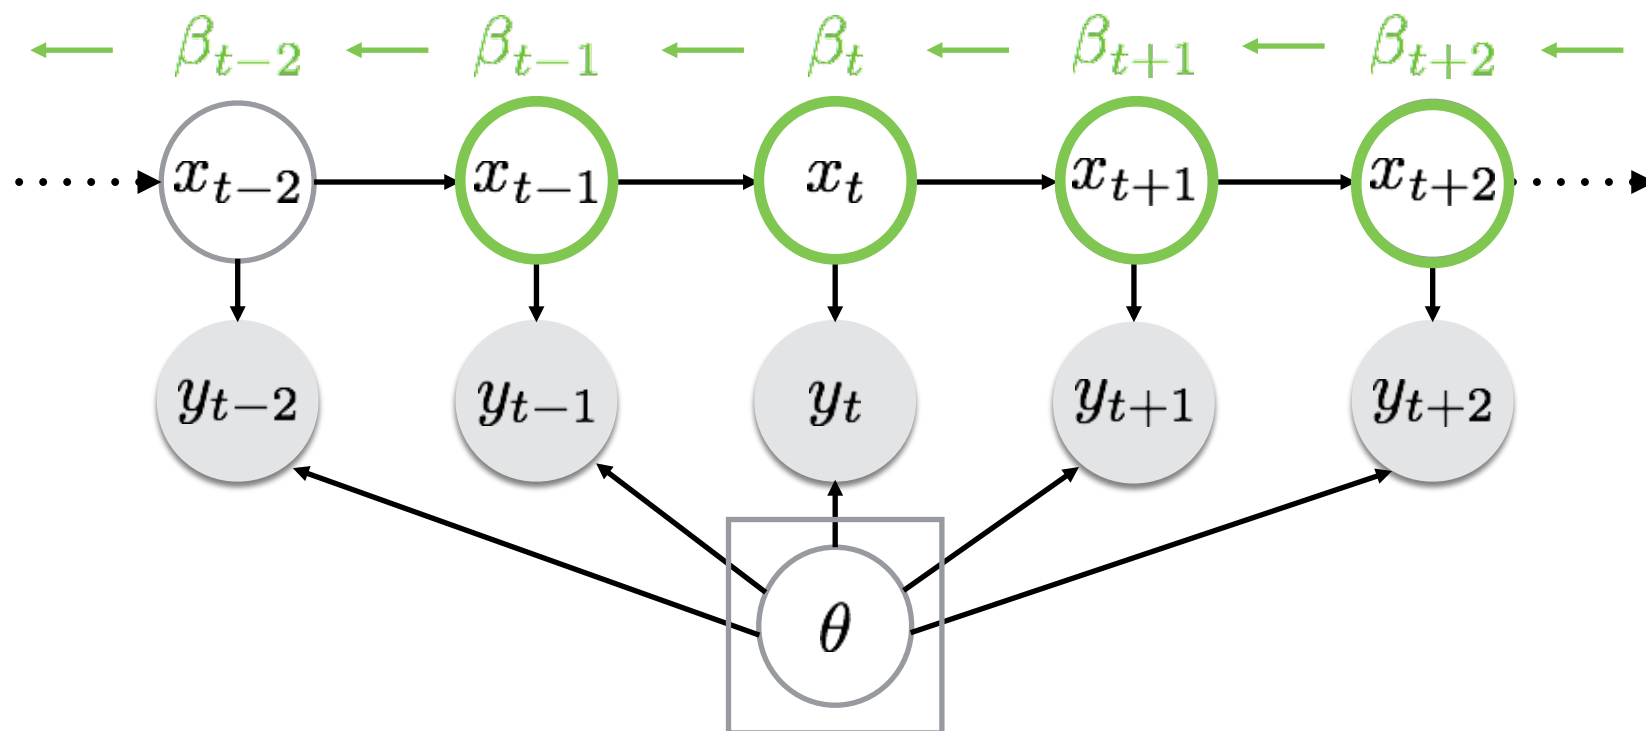 β_{t−2} β_{t−1} β_t β_{t+1} β_{t+2}
x_{t−2} x_{t−1} x_t x_{t+1} x_{t+2}
y_{t−2} y_{t−1} y_t y_{t+1} y_{t+2}
θ